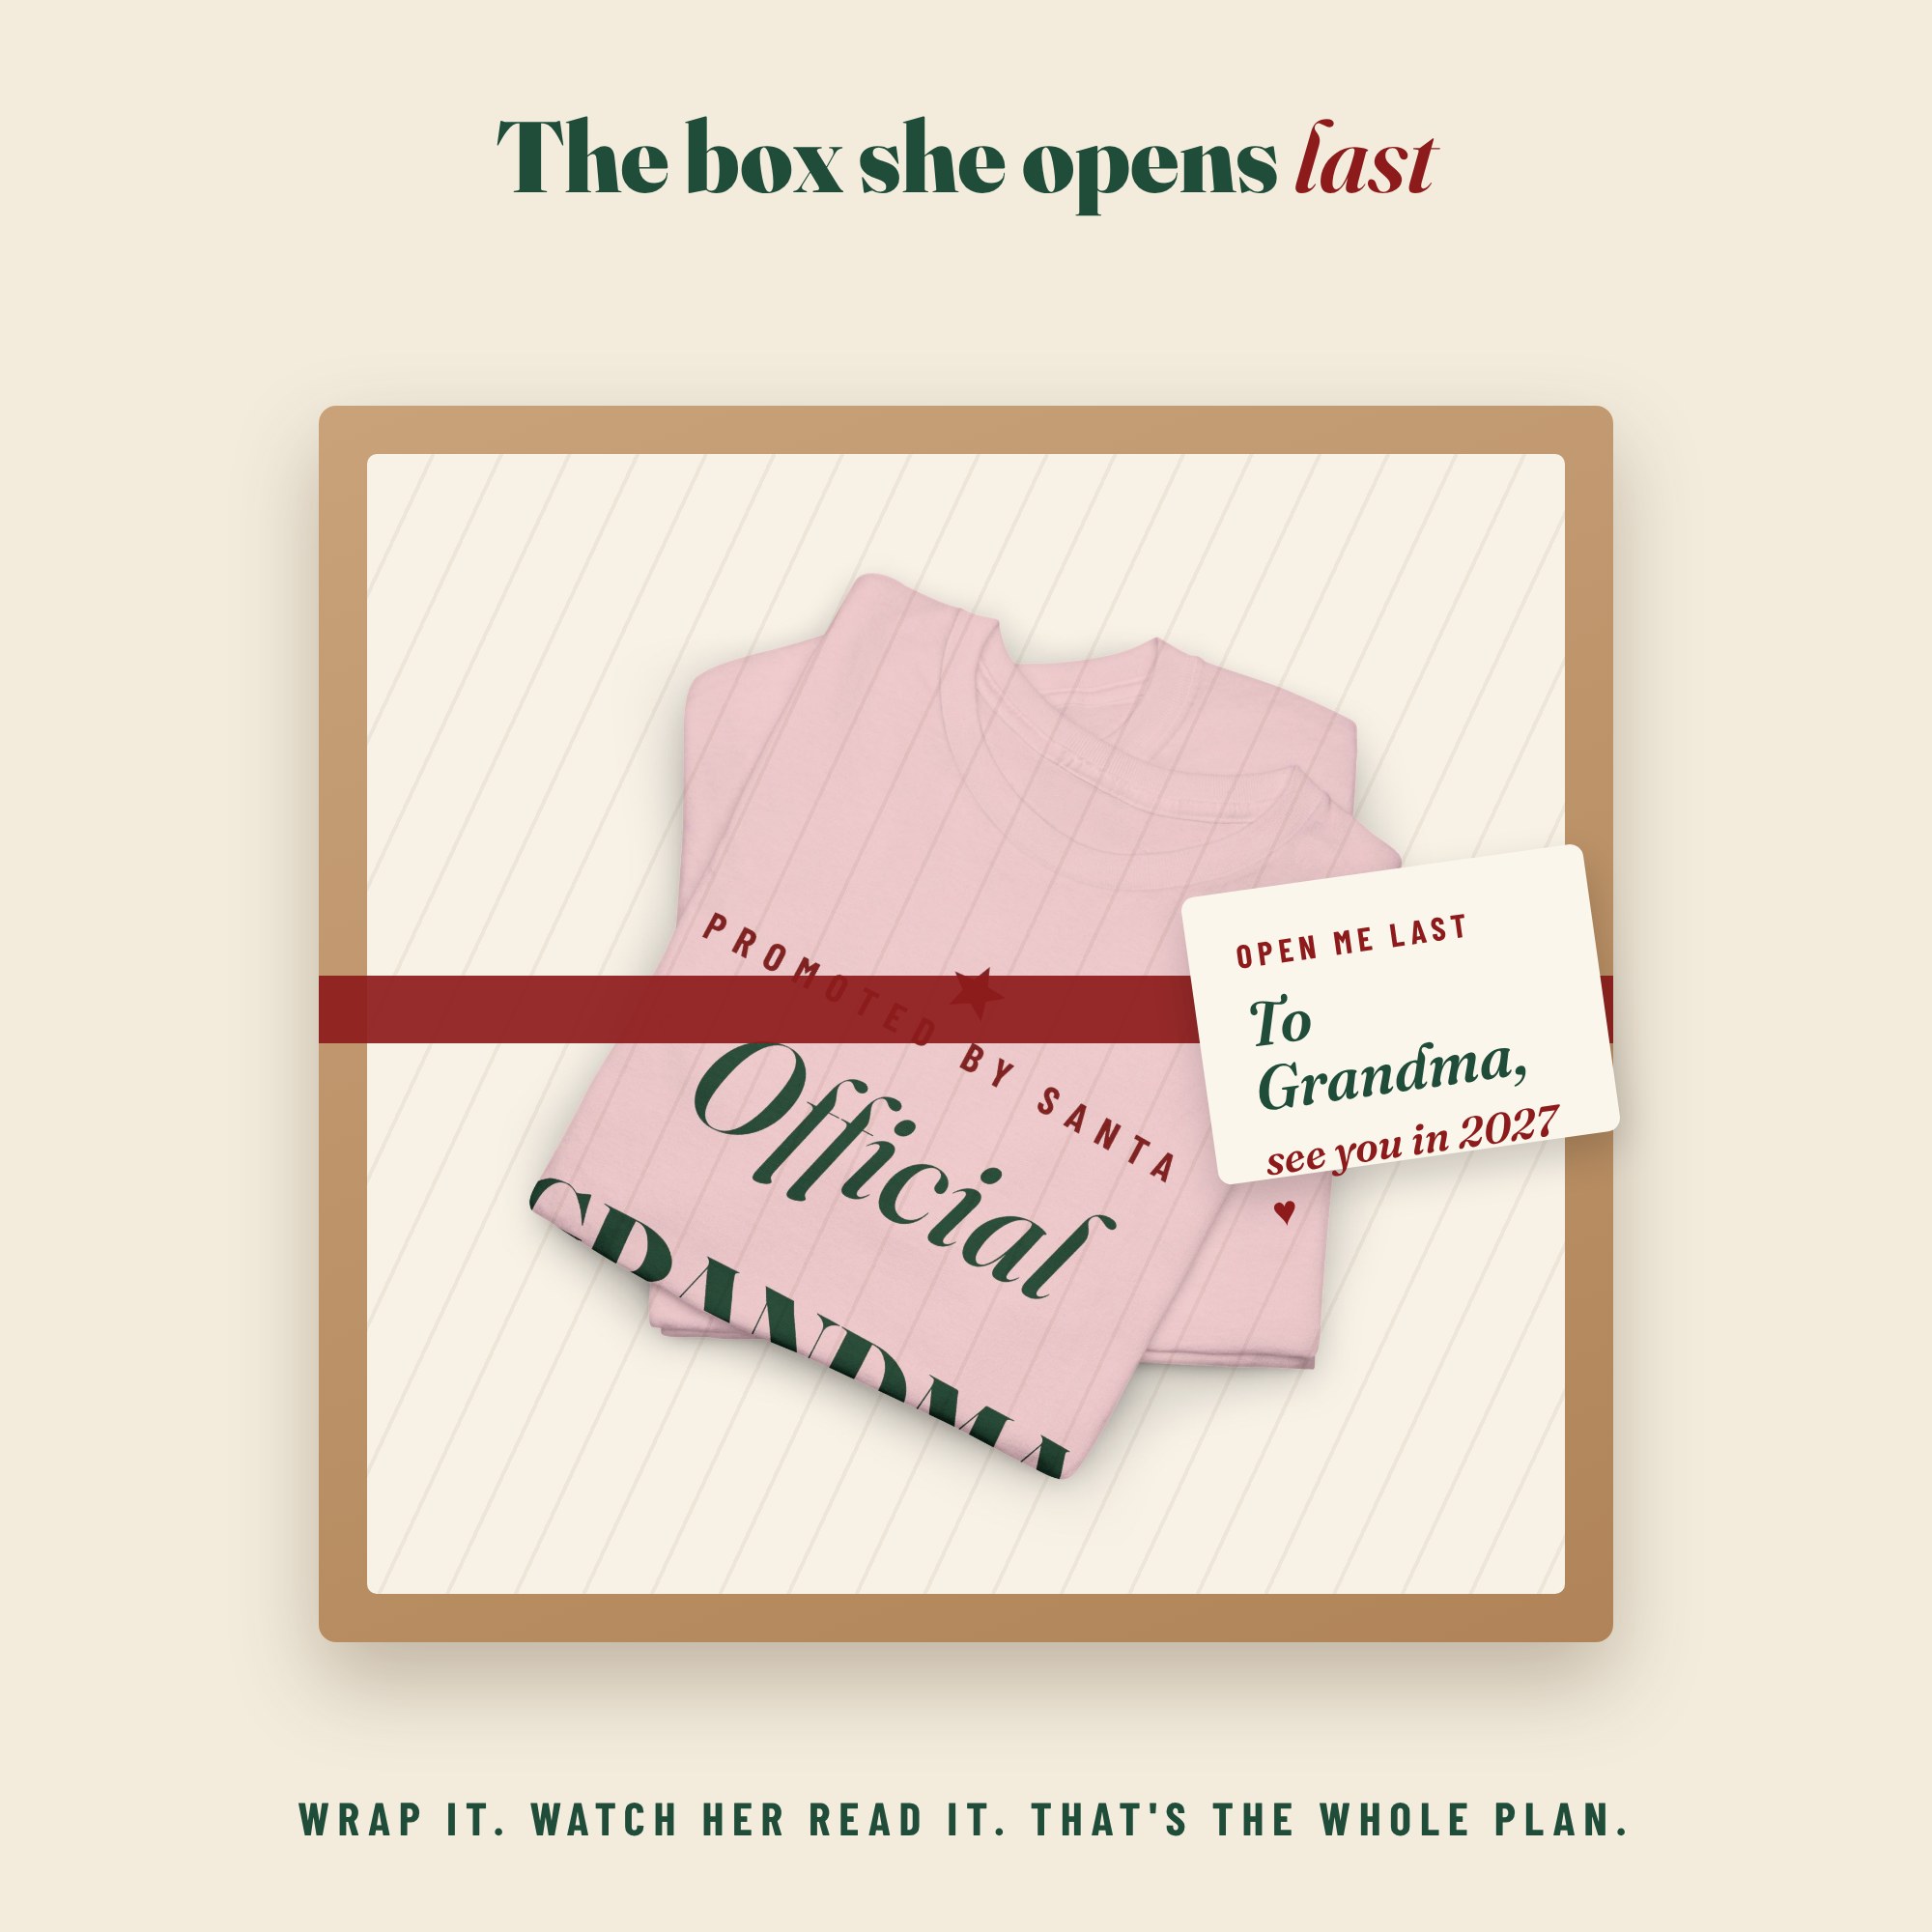 The box she opens last
PROMOTED BY SANTA
Official
GRANDMA
OPEN ME LAST
To
Grandma,
see you in 2027
♥
WRAP IT. WATCH HER READ IT. THAT'S THE WHOLE PLAN.